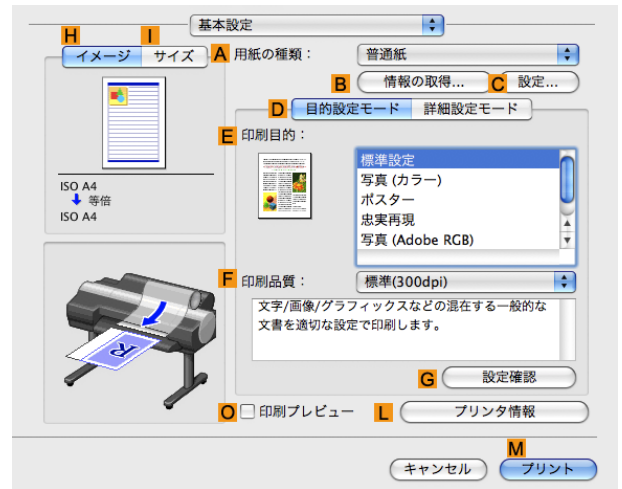 基本設定
H
I
イメージ サイズ
A 用紙の種類： 普通紙
B 情報の取得... C 設定...
D 目的設定モード 詳細設定モード
E 印刷目的：
標準設定
写真 (カラー)
ポスター
忠実再現
写真 (Adobe RGB)
ISO A4
等倍
ISO A4
F 印刷品質： 標準(300dpi)
文字/画像/グラフィックスなどの混在する一般的な
文書を適切な設定で印刷します。
G 設定確認
R
O 印刷プレビュー L プリンタ情報
M
キャンセル プリント